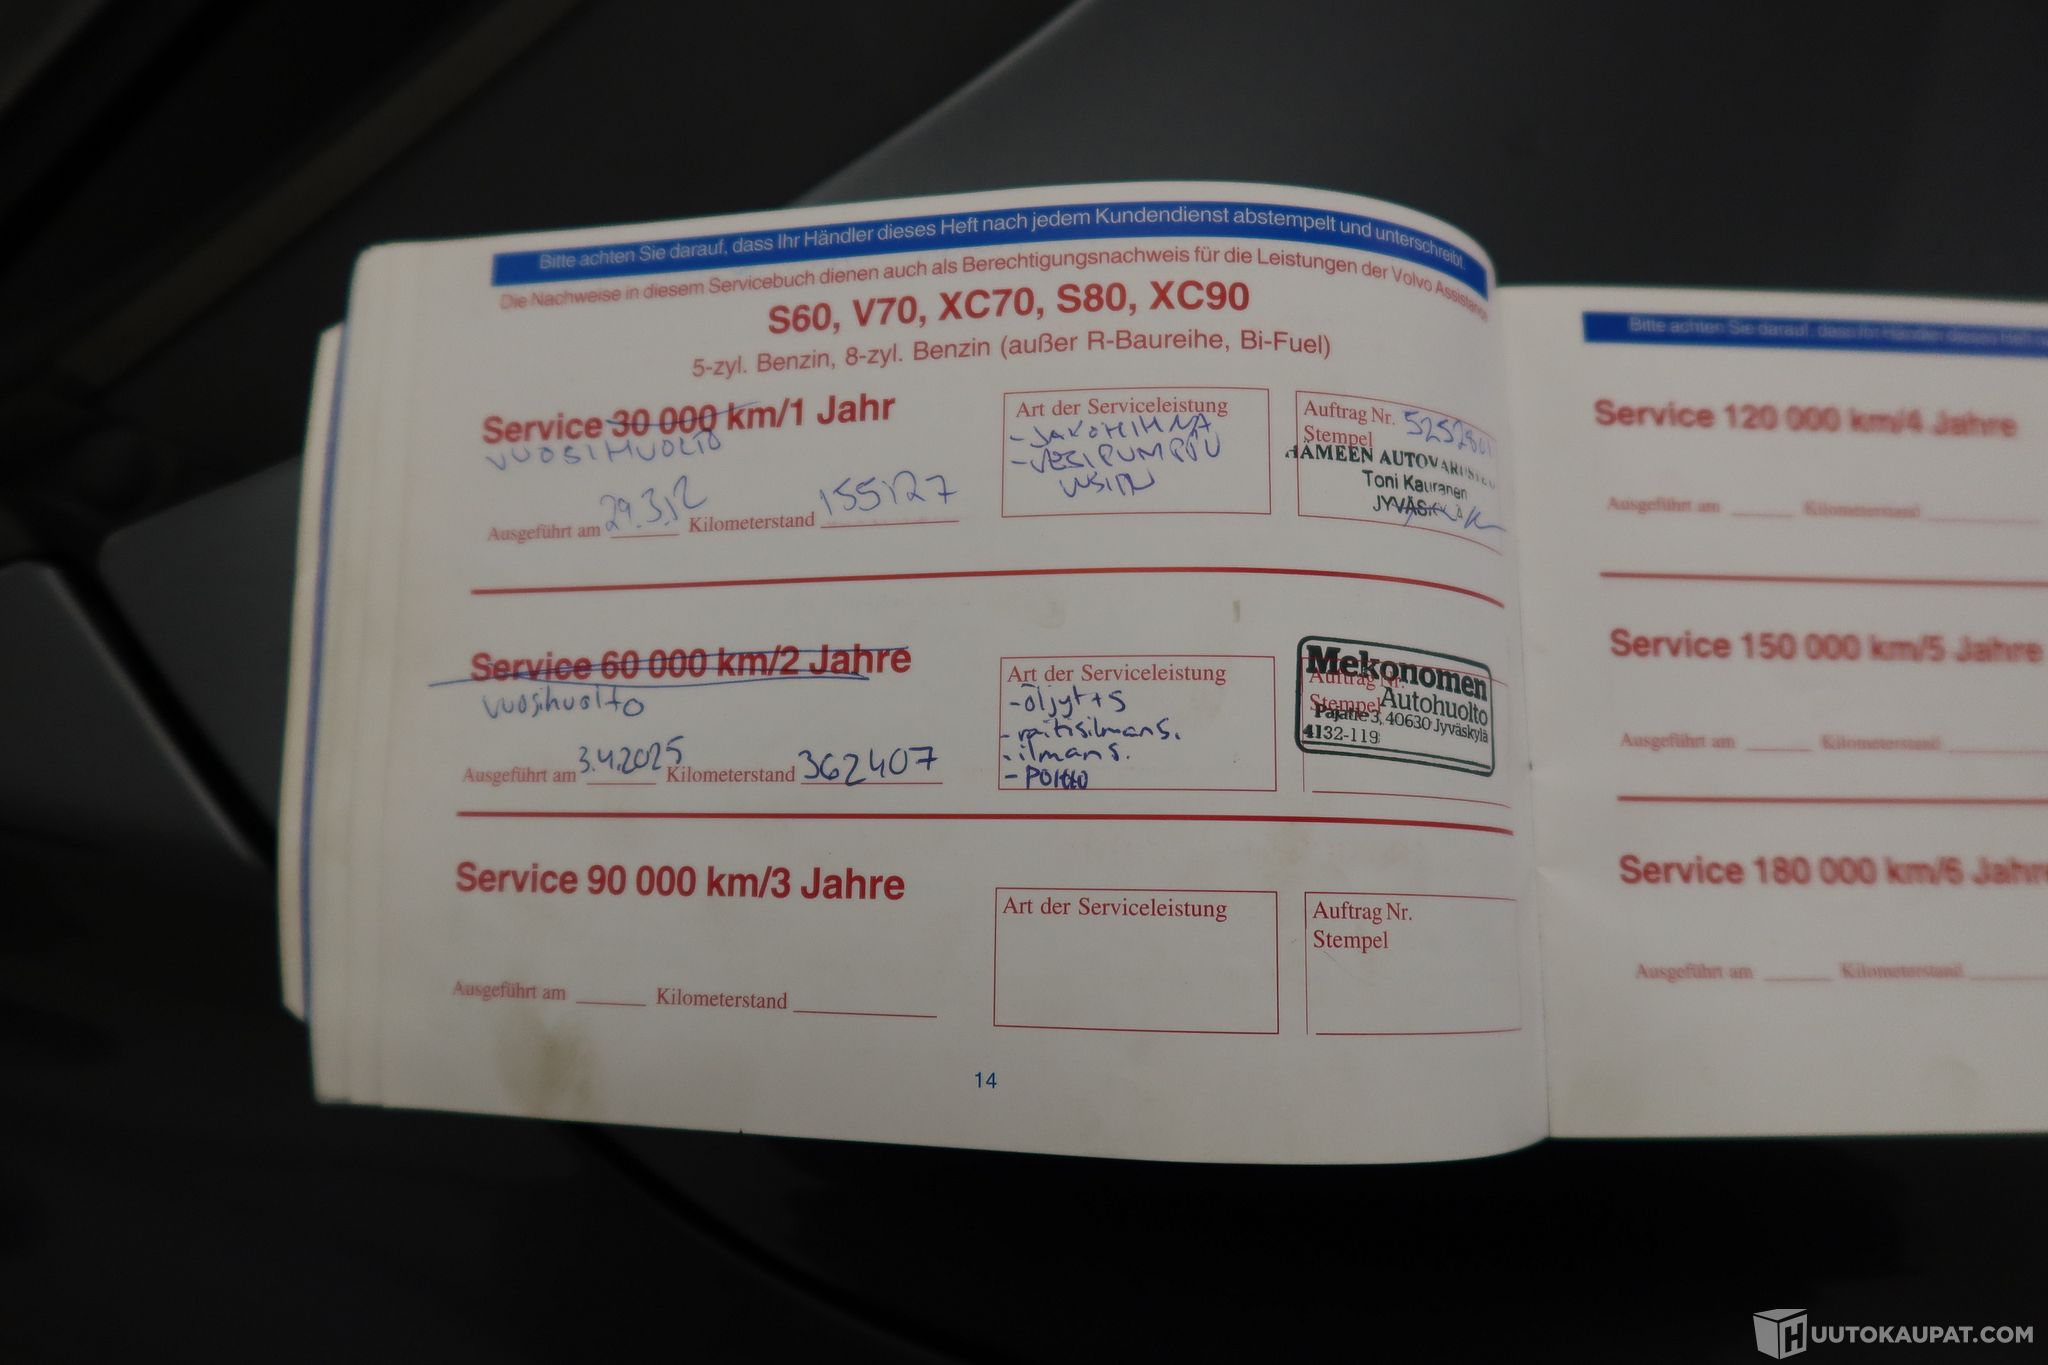 Bitte achten Sie darauf, dass Ihr Händler dieses Heft nach jedem Kundendienst abstempelt und unterschreibt.
Die Nachweise in diesem Servicebuch dienen auch als Berechtigungsnachweis für die Leistungen der Volvo Assistance
S60, V70, XC70, S80, XC90
5-zyl. Benzin, 8-zyl. Benzin (außer R-Baureihe, Bi-Fuel)
Service 30 000 km/1 Jahr
VUOSIHUOLTO
Ausgeführt am 29.3.12 Kilometerstand 155127
Art der Serviceleistung
- JAKOHIHNA
- VESIPUMPPU
Auftrag Nr.
Stempel
HÄMEEN
Toni Kauranen
JYVÄSKYLÄ
Service 60 000 km/2 Jahre
vuosihuolto
Ausgeführt am 3.4.2025 Kilometerstand 362407
Art der Serviceleistung
- öljyt+s
- raitisilmans.
- ilmans.
- POLTTO
Auftrag Nr.
Stempel
Mekonomen
Autohuolto
Pajatie 3, 40630 Jyväskylä
4132-119
Service 90 000 km/3 Jahre
Ausgeführt am Kilometerstand
Art der Serviceleistung
Auftrag Nr.
Stempel
14
Bitte achten Sie darauf, dass Ihr Händler dieses Heft
Service 120 000 km/4 Jahre
Ausgeführt am Kilometerstand
Service 150 000 km/5 Jahre
Ausgeführt am Kilometerstand
Service 180 000 km/6 Jahre
Ausgeführt am Kilometerstand
HUUTOKAUPAT.COM